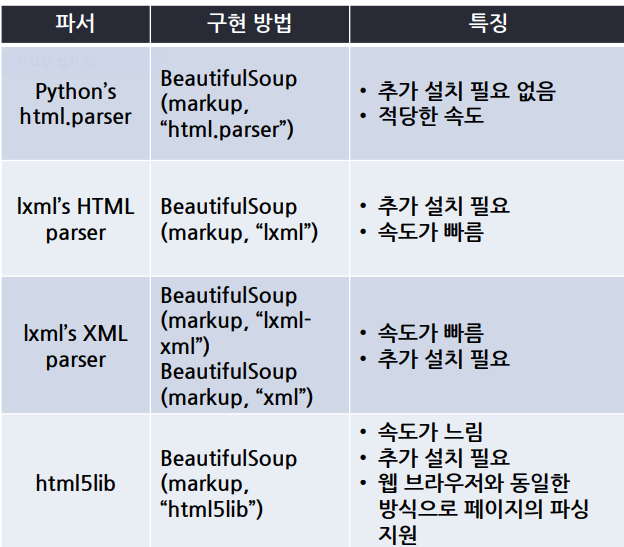 파서 구현 방법 특징
Python’s
html.parser
BeautifulSoup
(markup,
“html.parser”)
• 추가 설치 필요 없음
• 적당한 속도
lxml’s HTML
parser
BeautifulSoup
(markup, “lxml”)
• 추가 설치 필요
• 속도가 빠름
lxml’s XML
parser
BeautifulSoup
(markup, “lxml-
xml”)
BeautifulSoup
(markup, “xml”)
• 속도가 빠름
• 추가 설치 필요
html5lib
BeautifulSoup
(markup,
“html5lib”)
• 속도가 느림
• 추가 설치 필요
• 웹 브라우저와 동일한
방식으로 페이지의 파싱
지원